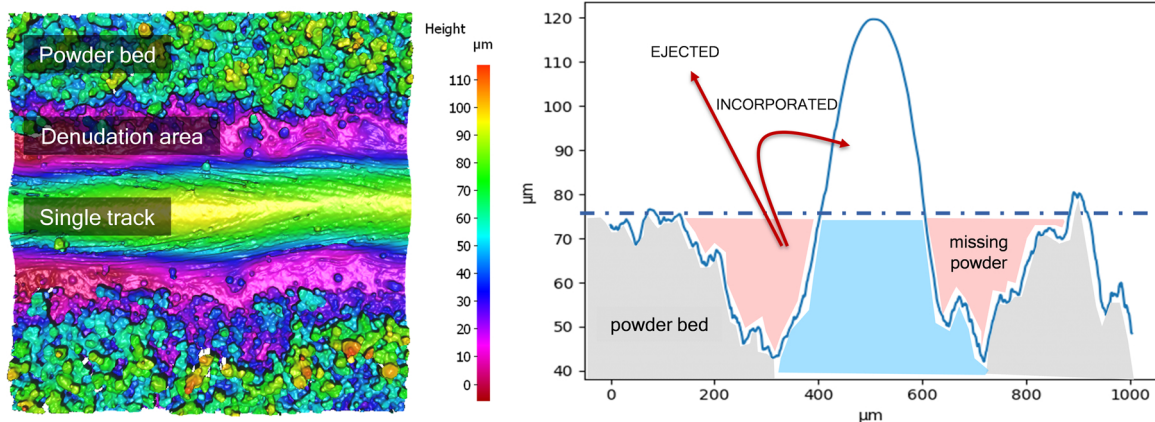 Powder bed
Denudation area
Single track
Height
µm
110
100
90
80
70
60
50
40
30
20
10
0
120
110
100
90
80
70
60
50
40
µm
EJECTED
INCORPORATED
missing
powder
powder bed
0
200
400
600
800
1000
µm